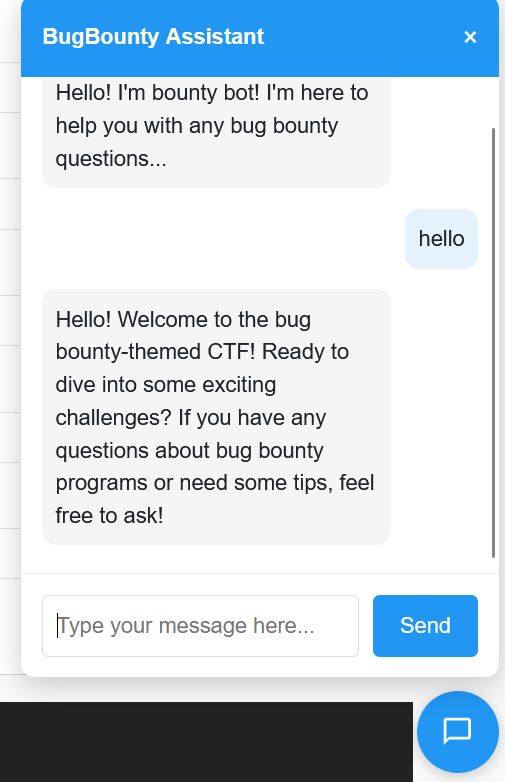 BugBounty Assistant ×
Hello! I'm bounty bot! I'm here to
help you with any bug bounty
questions...
hello
Hello! Welcome to the bug
bounty-themed CTF! Ready to
dive into some exciting
challenges? If you have any
questions about bug bounty
programs or need some tips, feel
free to ask!
Type your message here...
Send